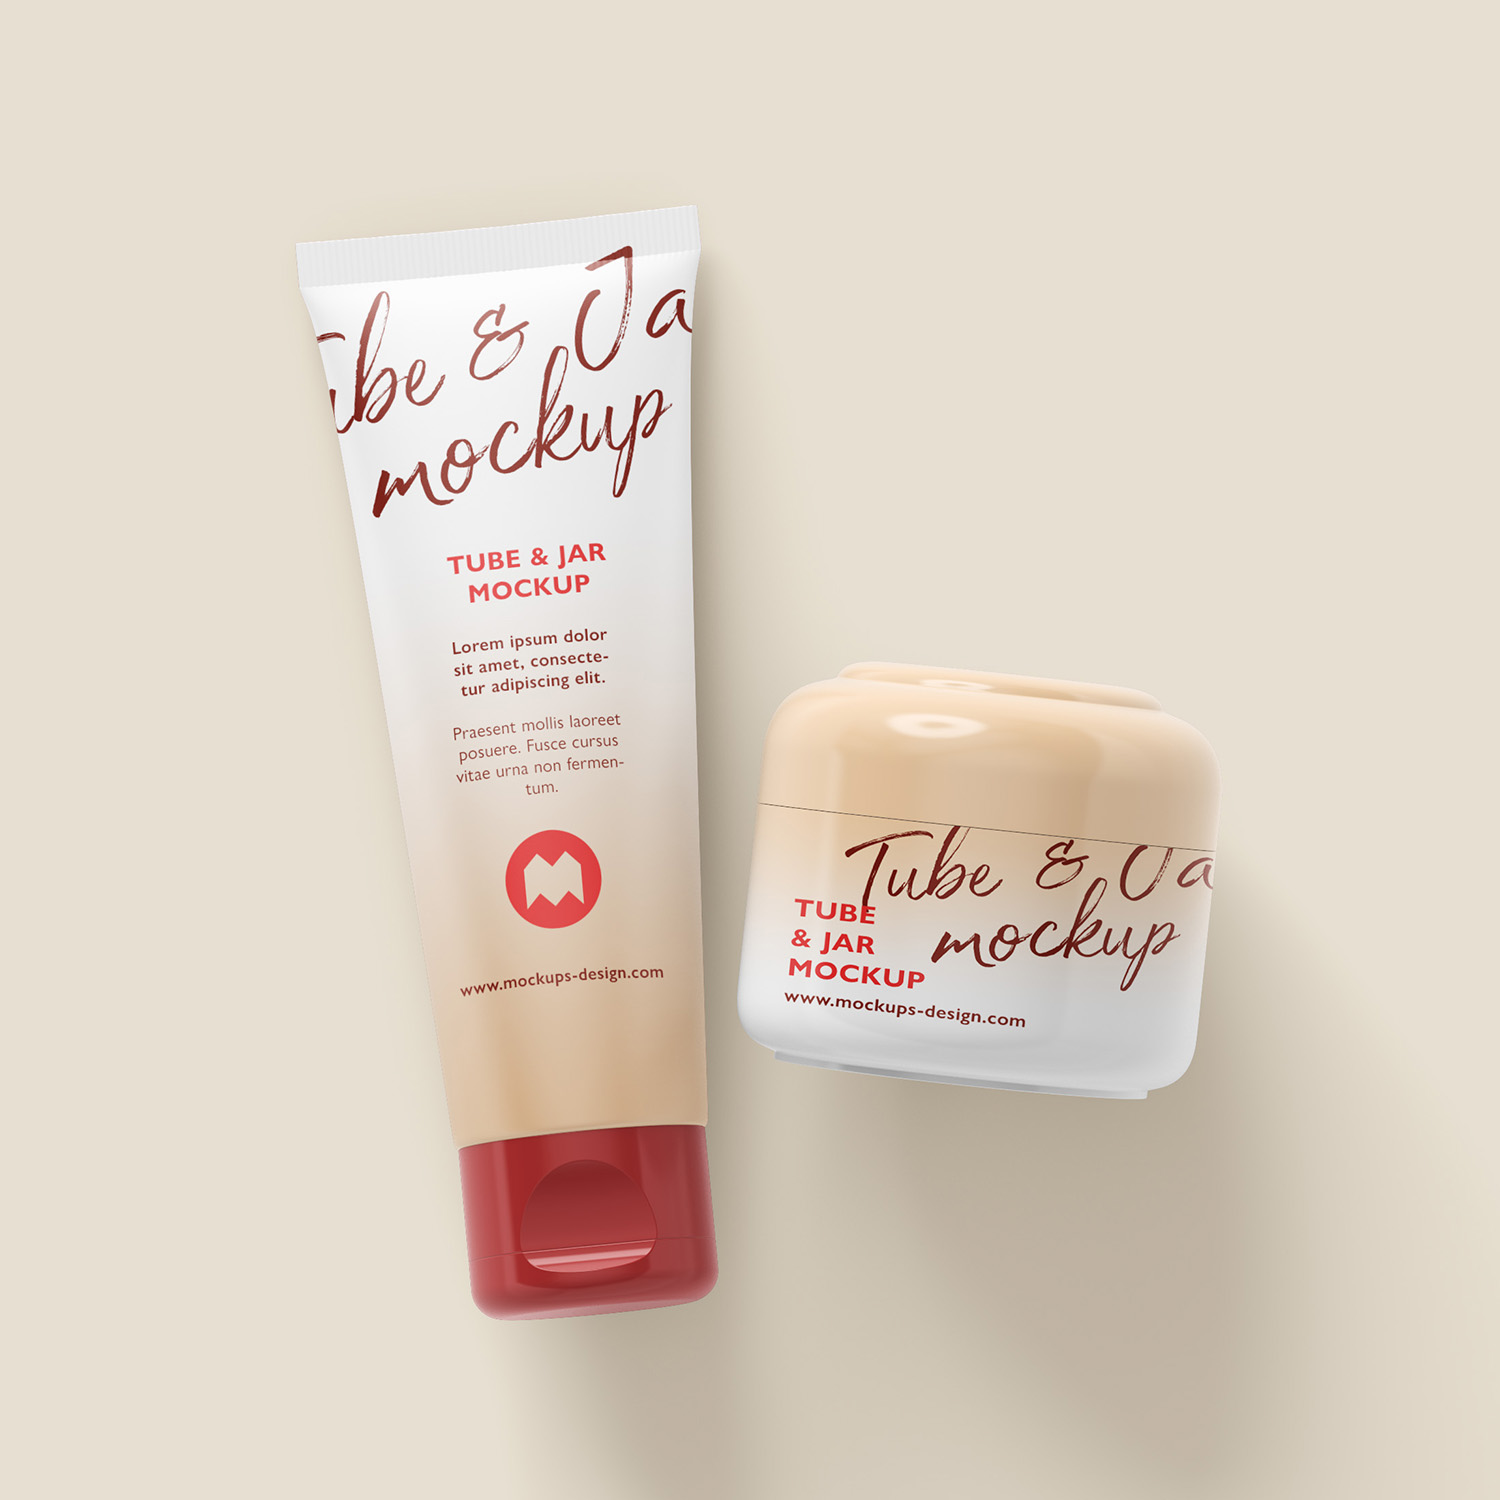 Tube & Ja
mockup
TUBE & JAR
MOCKUP
Lorem ipsum dolor
sit amet, consecte-
tur adipiscing elit.
Praesent mollis laoreet
posuere. Fusce cursus
vitae urna non fermen-
tum.
M
www.mockups-design.com
Tube & Ja
mockup
TUBE
& JAR
MOCKUP
www.mockups-design.com